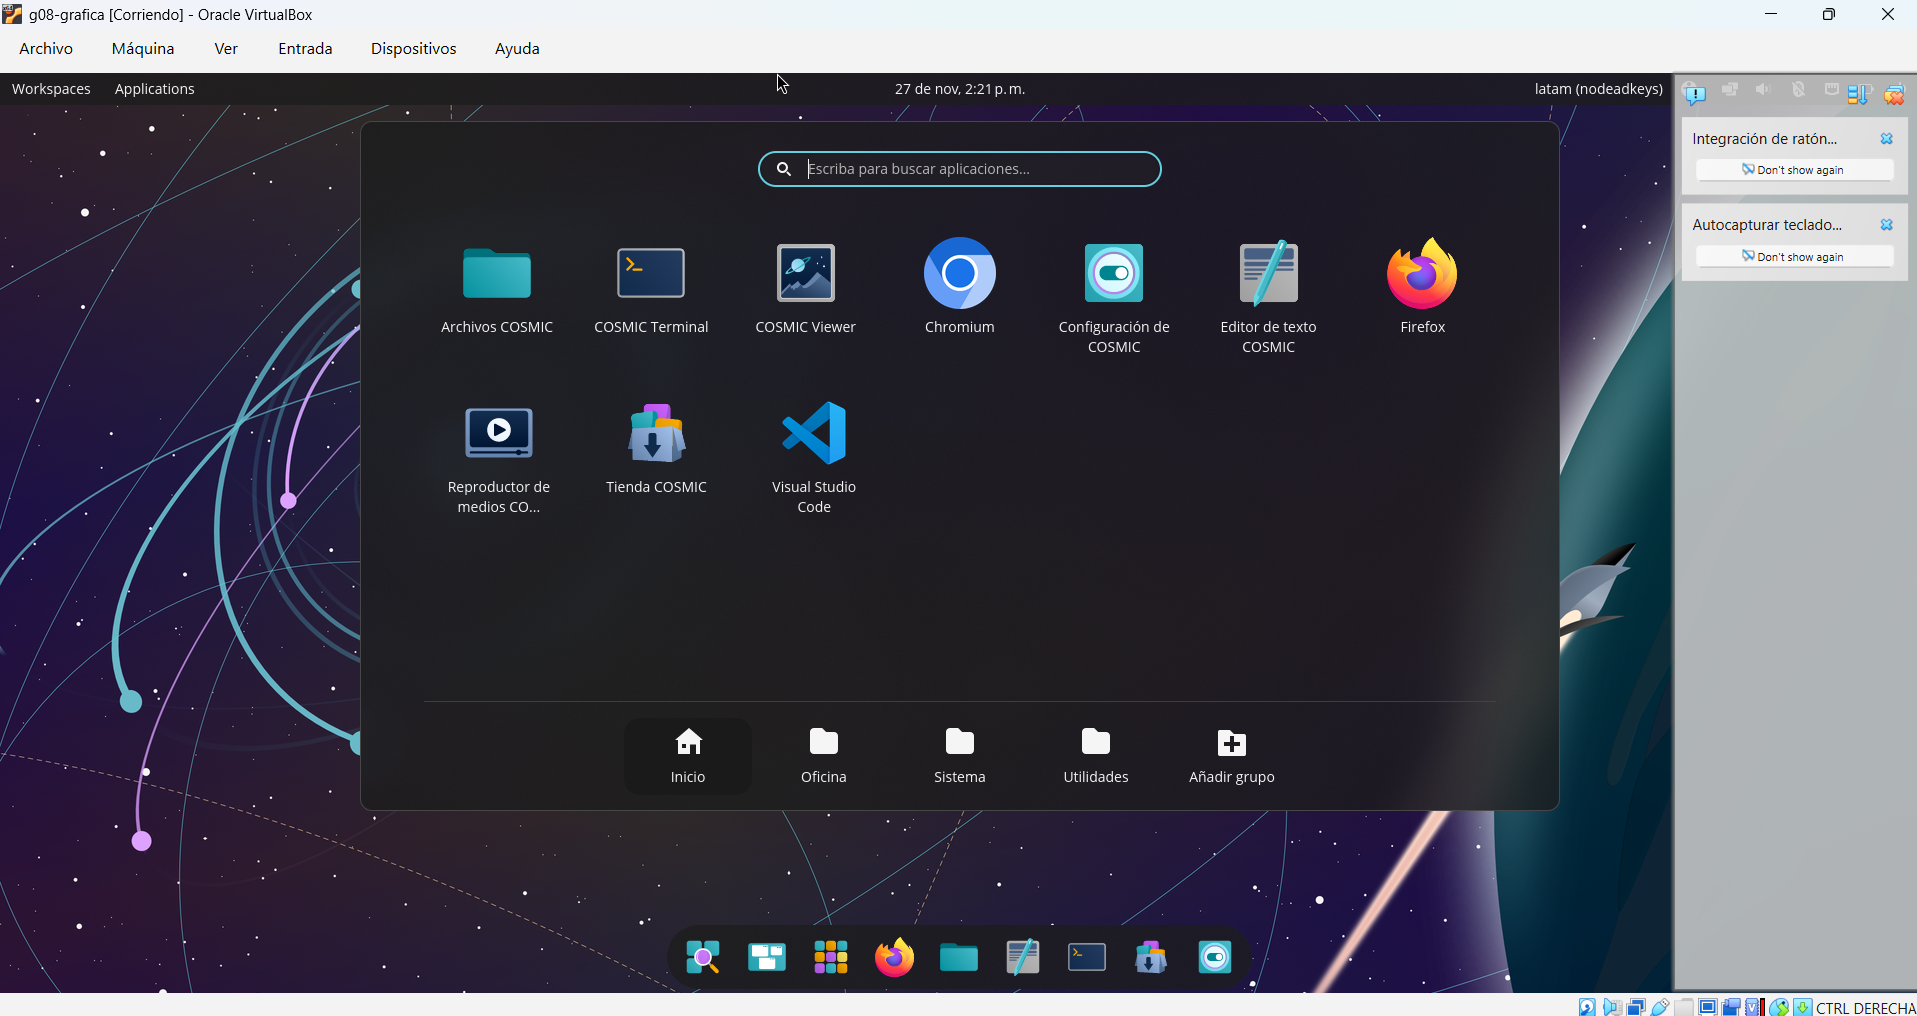 g08-grafica [Corriendo] - Oracle VirtualBox
Archivo Máquina Ver Entrada Dispositivos Ayuda
Workspaces Applications 27 de nov, 2:21 p. m. latam (nodeadkeys)
Escriba para buscar aplicaciones...
Integración de ratón...
Don't show again
Autocapturar teclado...
Don't show again
Archivos COSMIC
COSMIC Terminal
COSMIC Viewer
Chromium
Configuración de
COSMIC
Editor de texto
COSMIC
Firefox
Reproductor de
medios CO...
Tienda COSMIC
Visual Studio
Code
Inicio
Oficina
Sistema
Utilidades
Añadir grupo
CTRL DERECHA